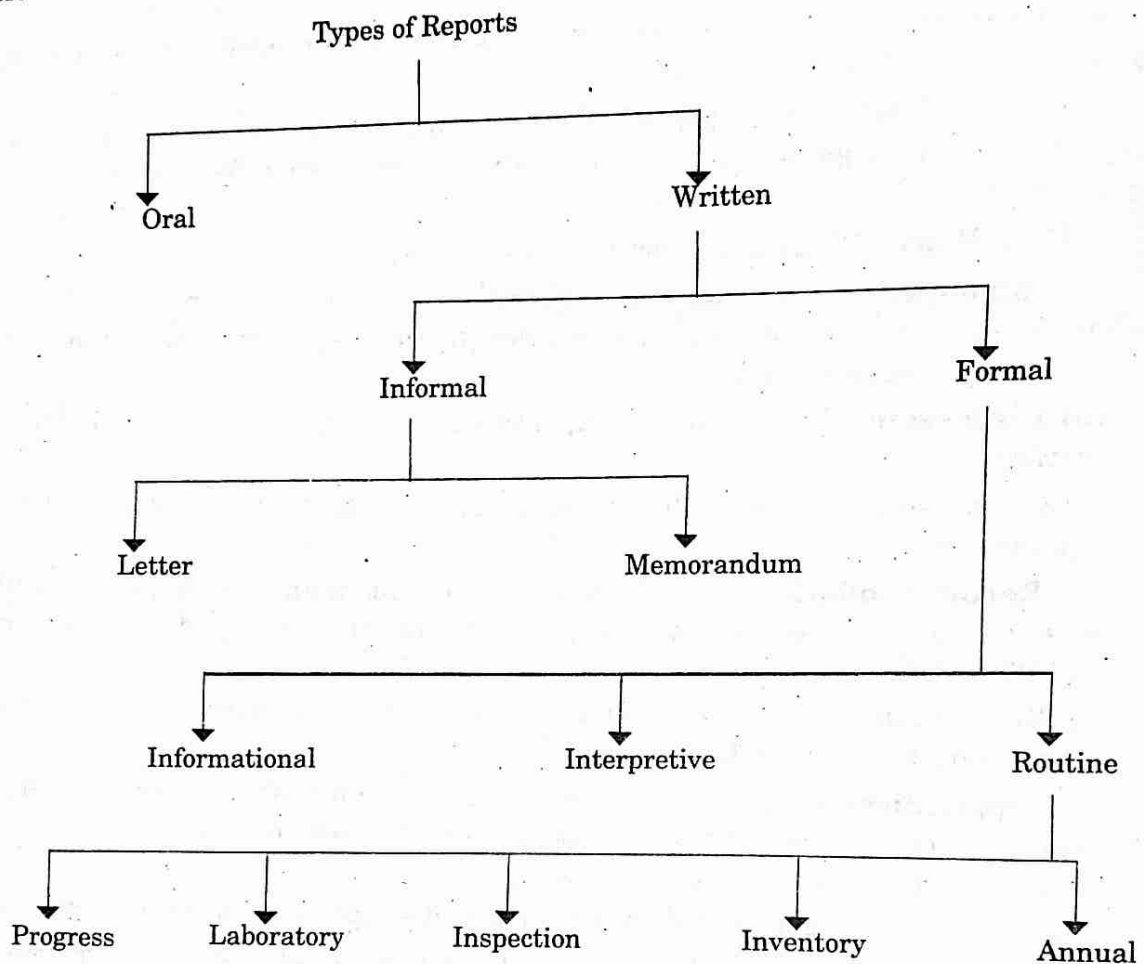 Types of Reports
Oral
Written
Informal
Formal
Letter
Memorandum
Informational
Interpretive
Routine
Progress
Laboratory
Inspection
Inventory
Annual